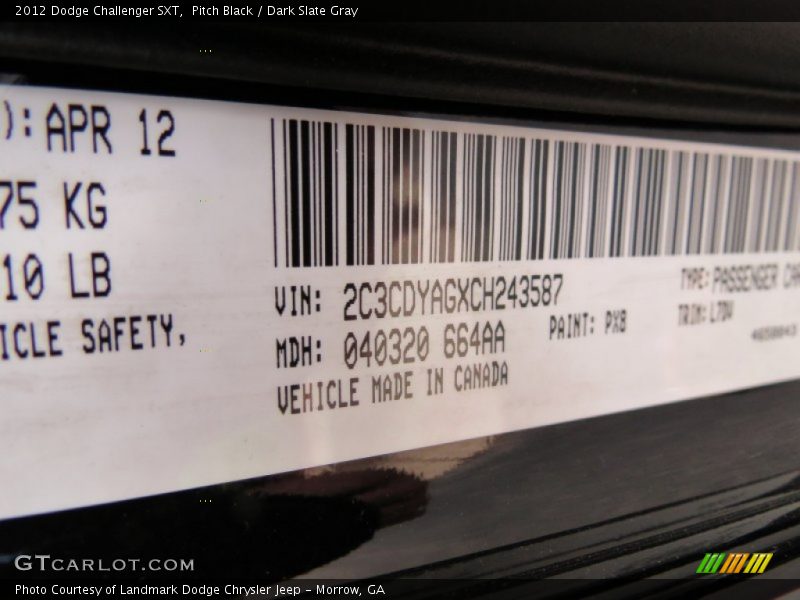 2012 Dodge Challenger SXT,  Pitch Black / Dark Slate Gray
): APR 12
75 KG
10 LB
ICLE SAFETY,
VIN: 2C3CDYAGXCH243587
TYPE: PASSENGER CAR
MDH: 040320 664AA
PAINT: PX8
TRIM:
VEHICLE MADE IN CANADA
GTCARLOT.COM
Photo Courtesy of Landmark Dodge Chrysler Jeep – Morrow, GA